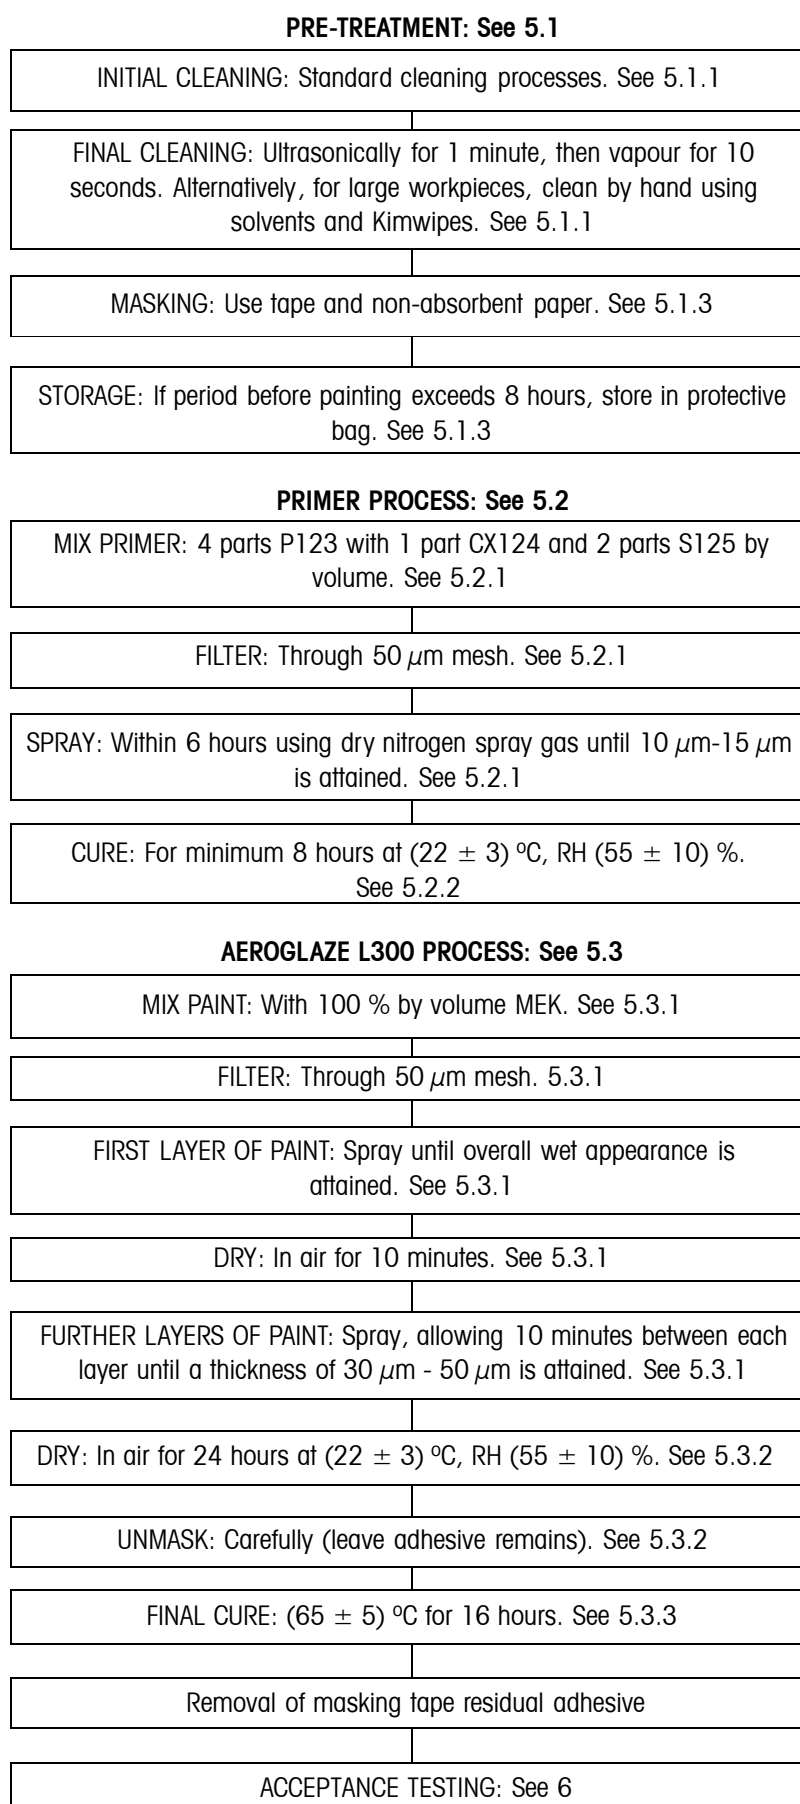 PRE-TREATMENT: See 5.1
INITIAL CLEANING: Standard cleaning processes. See 5.1.1
FINAL CLEANING: Ultrasonically for 1 minute, then vapour for 10
seconds. Alternatively, for large workpieces, clean by hand using
solvents and Kimwipes. See 5.1.1
MASKING: Use tape and non-absorbent paper. See 5.1.3
STORAGE: If period before painting exceeds 8 hours, store in protective
bag. See 5.1.3
PRIMER PROCESS: See 5.2
MIX PRIMER: 4 parts P123 with 1 part CX124 and 2 parts S125 by
volume. See 5.2.1
FILTER: Through 50 µm mesh. See 5.2.1
SPRAY: Within 6 hours using dry nitrogen spray gas until 10 µm-15 µm
is attained. See 5.2.1
CURE: For minimum 8 hours at (22 ± 3) ºC, RH (55 ± 10) %.
See 5.2.2
AEROGLAZE L300 PROCESS: See 5.3
MIX PAINT: With 100 % by volume MEK. See 5.3.1
FILTER: Through 50 µm mesh. 5.3.1
FIRST LAYER OF PAINT: Spray until overall wet appearance is
attained. See 5.3.1
DRY: In air for 10 minutes. See 5.3.1
FURTHER LAYERS OF PAINT: Spray, allowing 10 minutes between each
layer until a thickness of 30 µm - 50 µm is attained. See 5.3.1
DRY: In air for 24 hours at (22 ± 3) ºC, RH (55 ± 10) %. See 5.3.2
UNMASK: Carefully (leave adhesive remains). See 5.3.2
FINAL CURE: (65 ± 5) ºC for 16 hours. See 5.3.3
Removal of masking tape residual adhesive
ACCEPTANCE TESTING: See 6